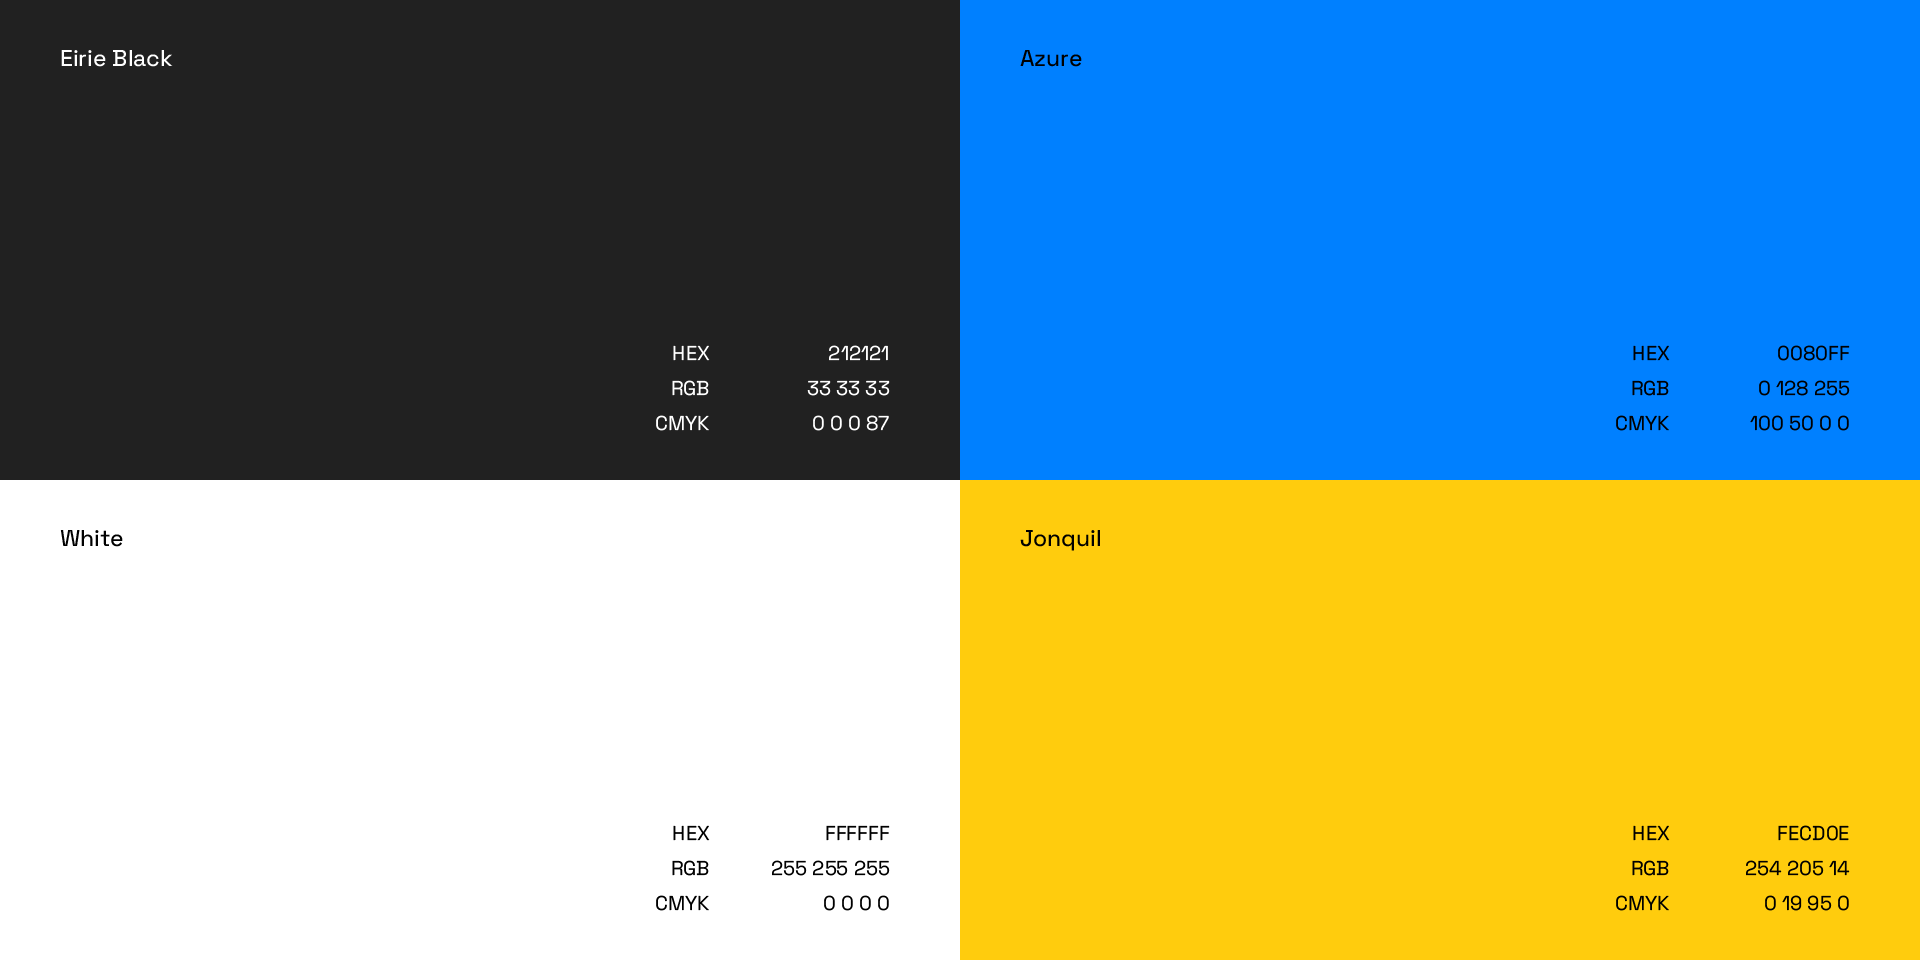 Eirie Black
HEX 212121
RGB 33 33 33
CMYK 0 0 0 87
Azure
HEX 0080FF
RGB 0 128 255
CMYK 100 50 0 0
White
HEX FFFFFF
RGB 255 255 255
CMYK 0 0 0 0
Jonquil
HEX FECD0E
RGB 254 205 14
CMYK 0 19 95 0